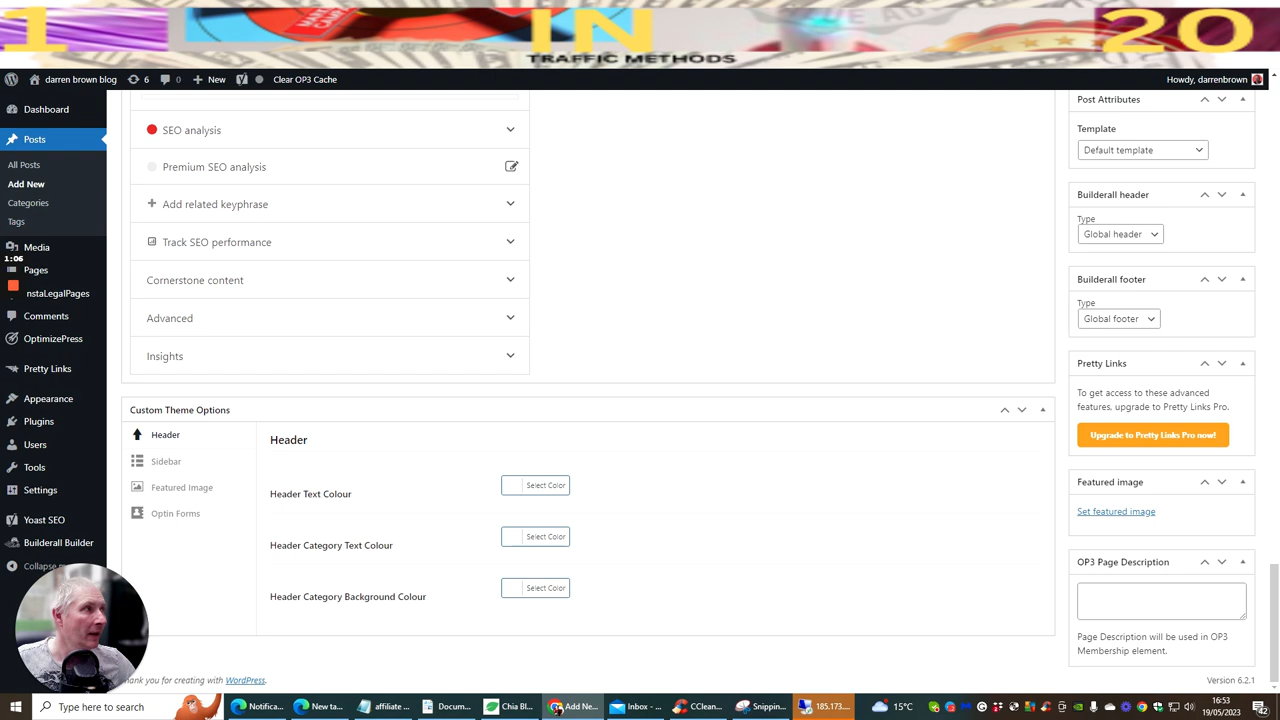 1 IN 20
TRAFFIC METHODS
darren brown blog 6 0 New Clear OP3 Cache Howdy, darrenbrown
Dashboard
Posts
All Posts
Add New
Categories
Tags
Media
1:06
Pages
nstaLegalPages
Comments
OptimizePress
Pretty Links
Appearance
Plugins
Users
Tools
Settings
Yoast SEO
Builderall Builder
Collapse m
SEO analysis
Premium SEO analysis
Add related keyphrase
Track SEO performance
Cornerstone content
Advanced
Insights
Custom Theme Options
Header
Sidebar
Featured Image
Optin Forms
Header
Header Text Colour
Select Color
Header Category Text Colour
Select Color
Header Category Background Colour
Select Color
Post Attributes
Template
Default template
Builderall header
Type
Global header
Builderall footer
Type
Global footer
Pretty Links
To get access to these advanced
features, upgrade to Pretty Links Pro.
Upgrade to Pretty Links Pro now!
Featured image
Set featured image
OP3 Page Description
Page Description will be used in OP3
Membership element.
hank you for creating with WordPress.
Version 6.2.1
Type here to search
Notifica...
New ta...
affiliate ...
Docum...
Chia Bl...
Add Ne...
Inbox - ...
CClean...
Snippin...
185.173....
15°C
16:53
19/05/2023